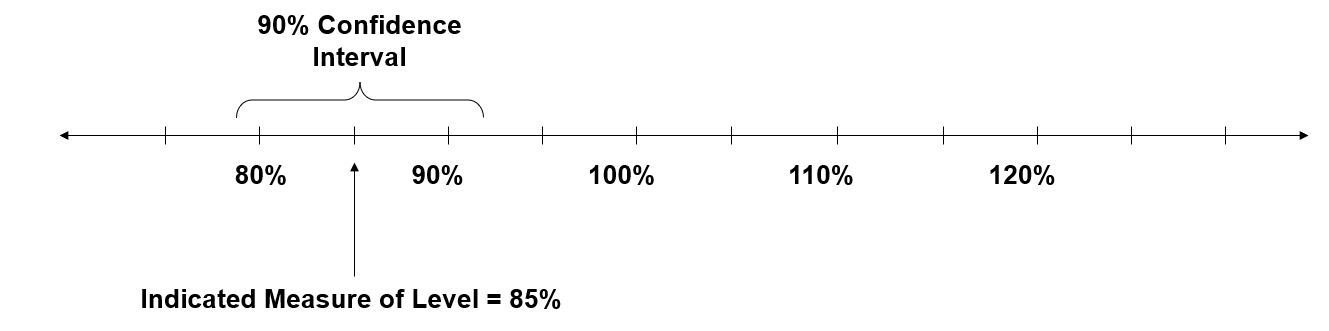 90% Confidence
Interval
80% 90% 100% 110% 120%
Indicated Measure of Level = 85%